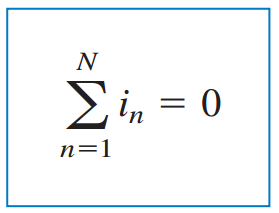 N
∑ iₙ = 0
n=1